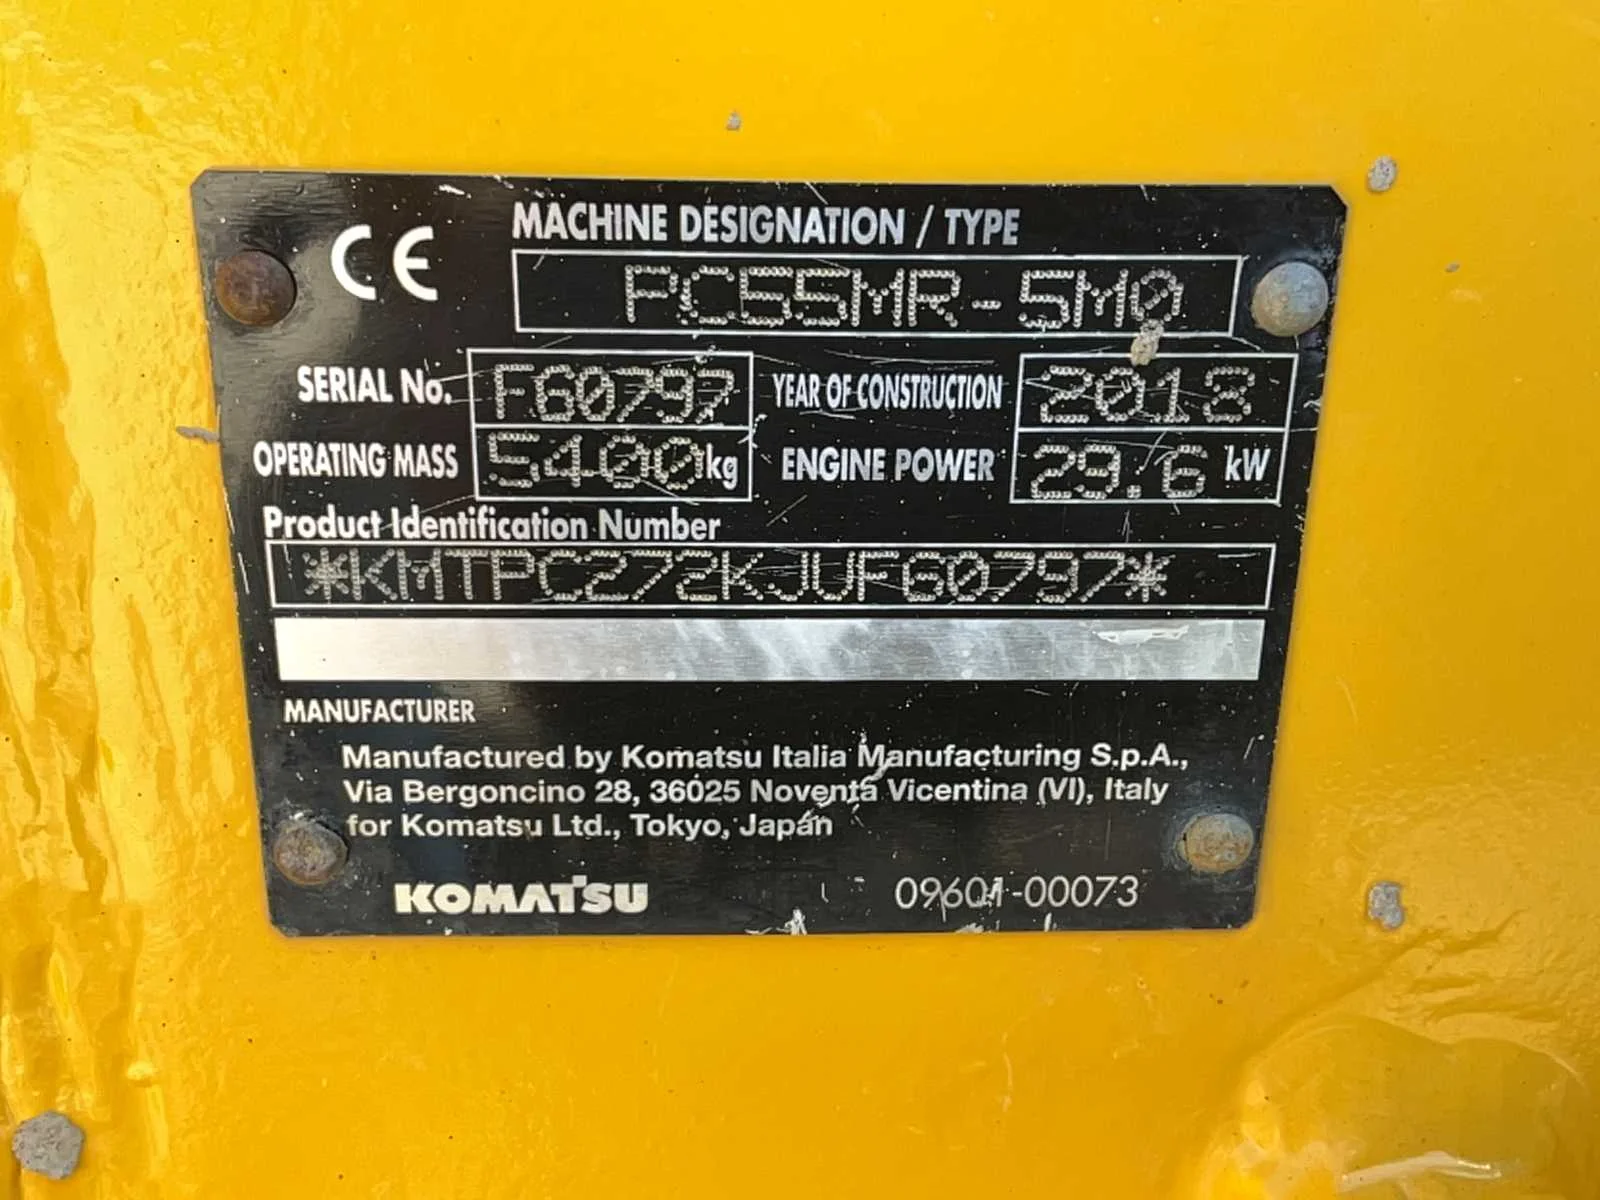 CE
MACHINE DESIGNATION / TYPE
PC55MR-5M0
SERIAL No. F60797 YEAR OF CONSTRUCTION 2018
OPERATING MASS 5400kg ENGINE POWER 29.6 kW
Product Identification Number
*KMTPC272KJUF60797*
MANUFACTURER
Manufactured by Komatsu Italia Manufacturing S.p.A.,
Via Bergoncino 28, 36025 Noventa Vicentina (VI), Italy
for Komatsu Ltd., Tokyo, Japan
KOMATSU 09601-00073